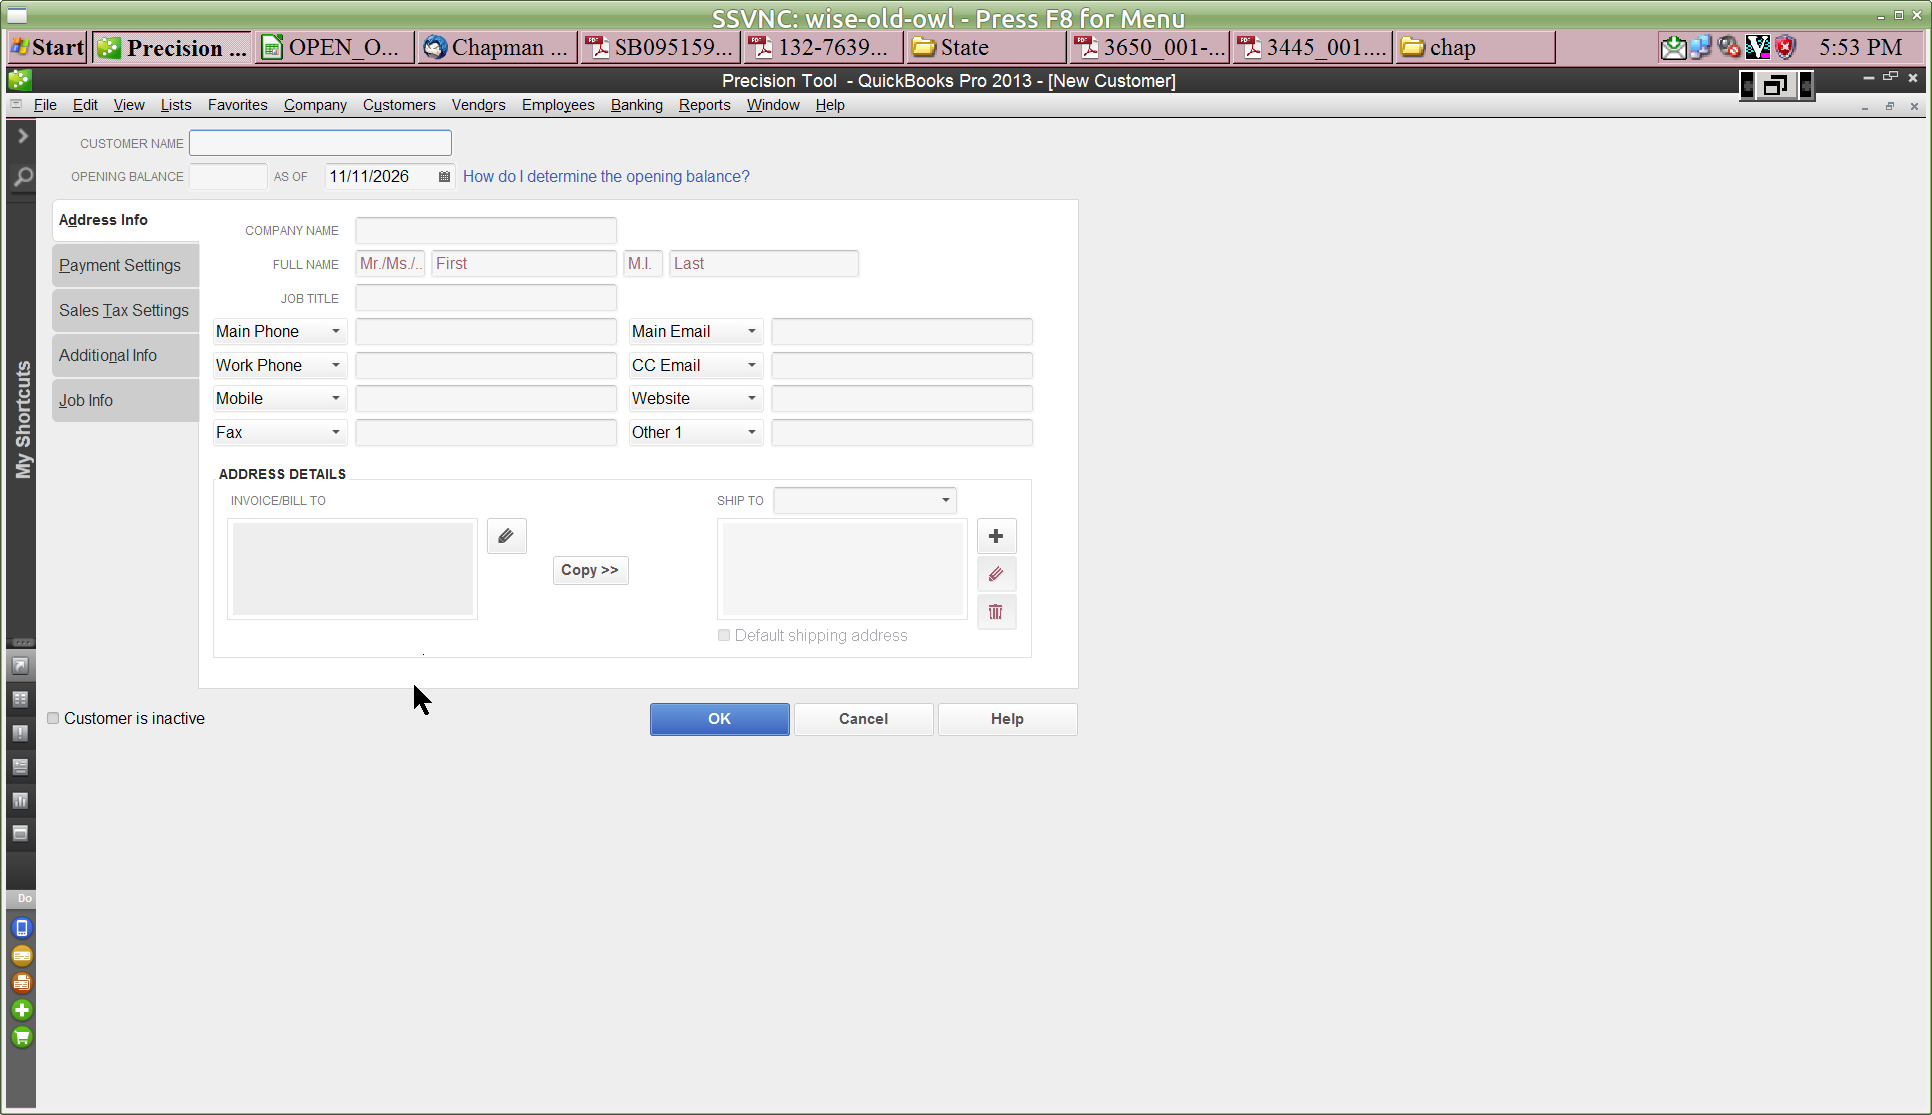 SSVNC: wise-old-owl - Press F8 for Menu
Start Precision ... OPEN_O... Chapman ... SB095159... 132-7639... State 3650_001-... 3445_001.... chap 5:53 PM
Precision Tool - QuickBooks Pro 2013 - [New Customer]
File Edit View Lists Favorites Company Customers Vendors Employees Banking Reports Window Help
CUSTOMER NAME
OPENING BALANCE AS OF 11/11/2026 How do I determine the opening balance?
Address Info
Payment Settings
Sales Tax Settings
Additional Info
Job Info
COMPANY NAME
FULL NAME Mr./Ms./.. First M.I. Last
JOB TITLE
Main Phone Main Email
Work Phone CC Email
Mobile Website
Fax Other 1
ADDRESS DETAILS
INVOICE/BILL TO SHIP TO
Copy >>
Default shipping address
Customer is inactive OK Cancel Help
My Shortcuts
Do